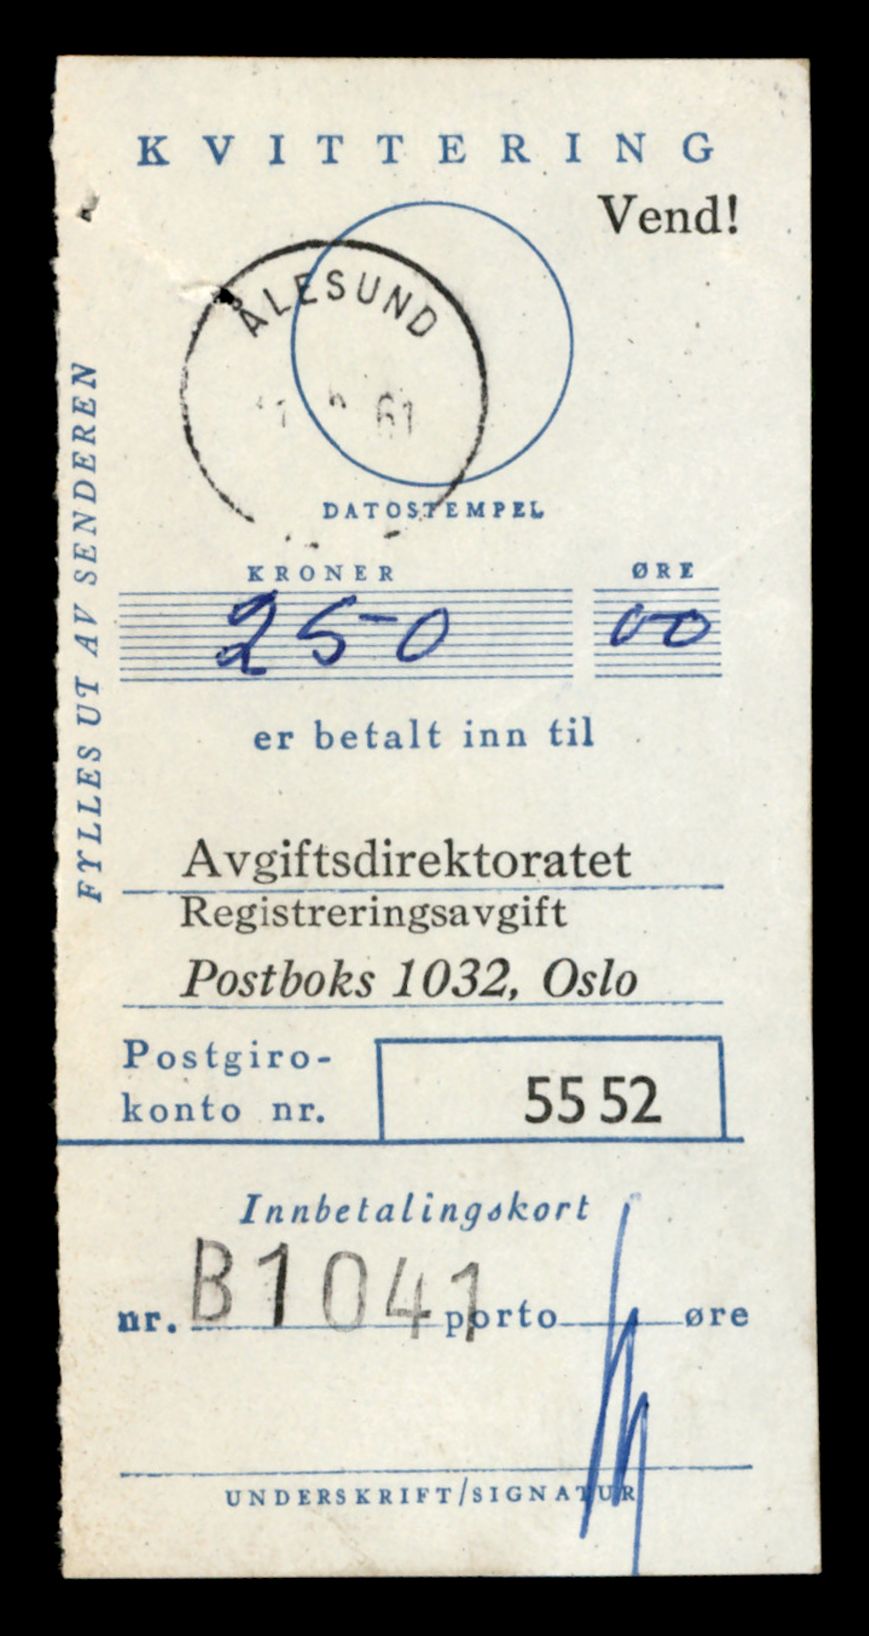 KVITTERING
Vend!
ÅLESUND
61
DATOSTEMPEL
FYLLES UT AV SENDEREN
KRONER ØRE
250 00
er betalt inn til
Avgiftsdirektoratet
Registreringsavgift
Postboks 1032, Oslo
Postgiro-
konto nr. 55 52
Innbetalingskort
nr. B1041 porto øre
UNDERSKRIFT/SIGNATUR